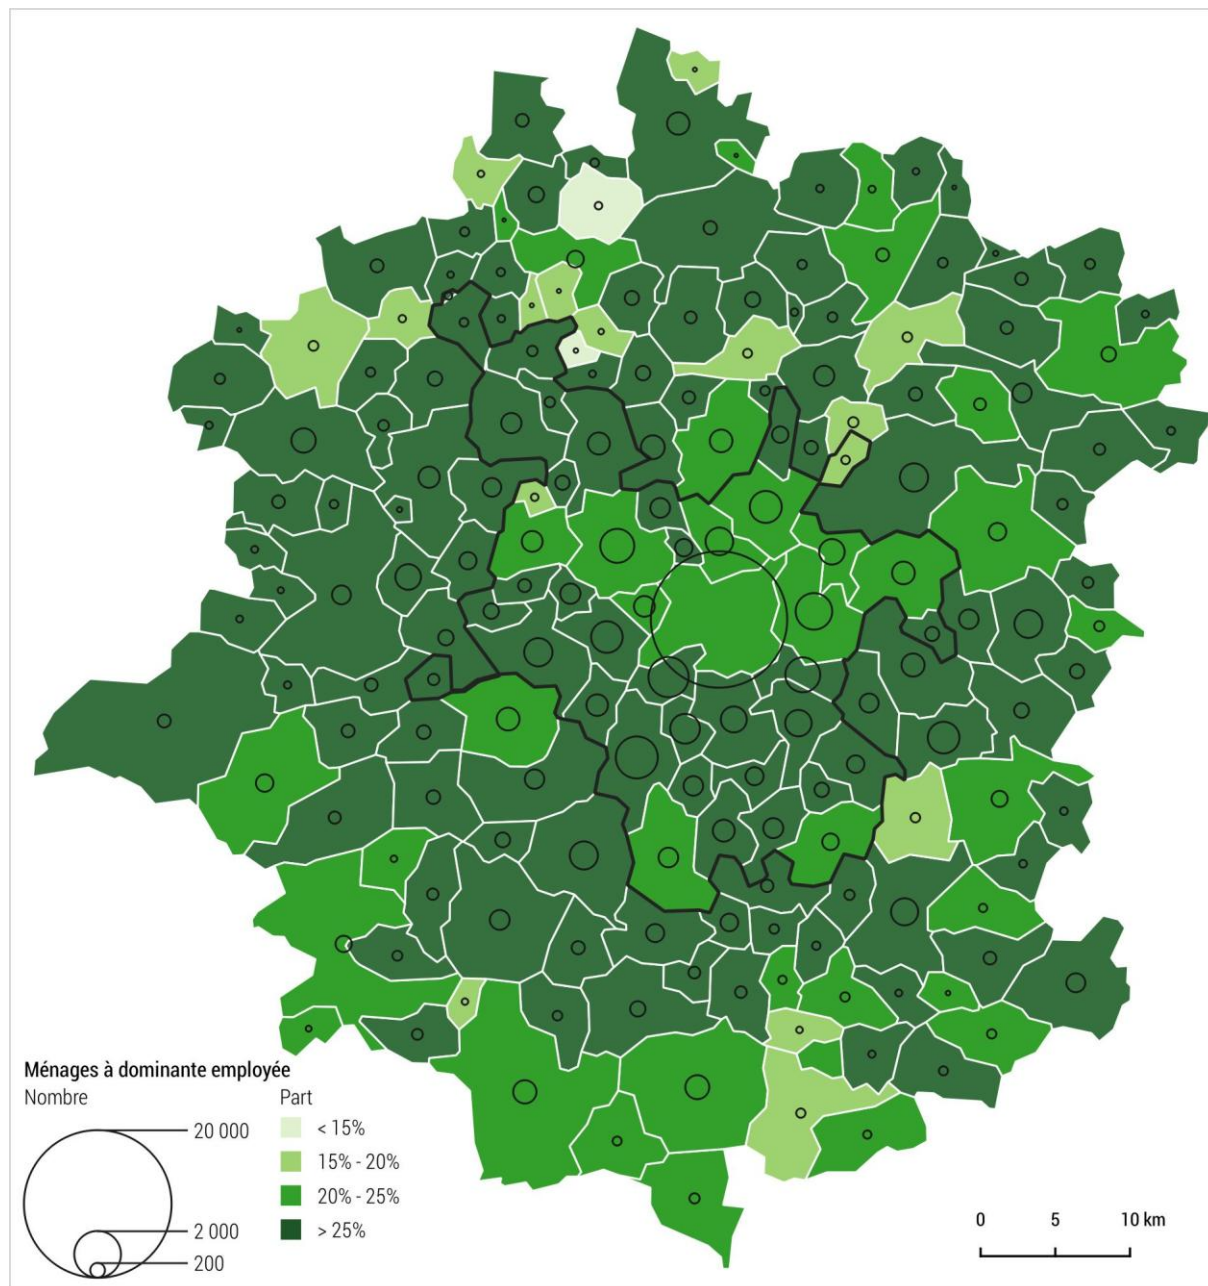 Ménages à dominante employée
Nombre
Part
20 000
2 000
200
< 15%
15% - 20%
20% - 25%
> 25%
0 5 10 km